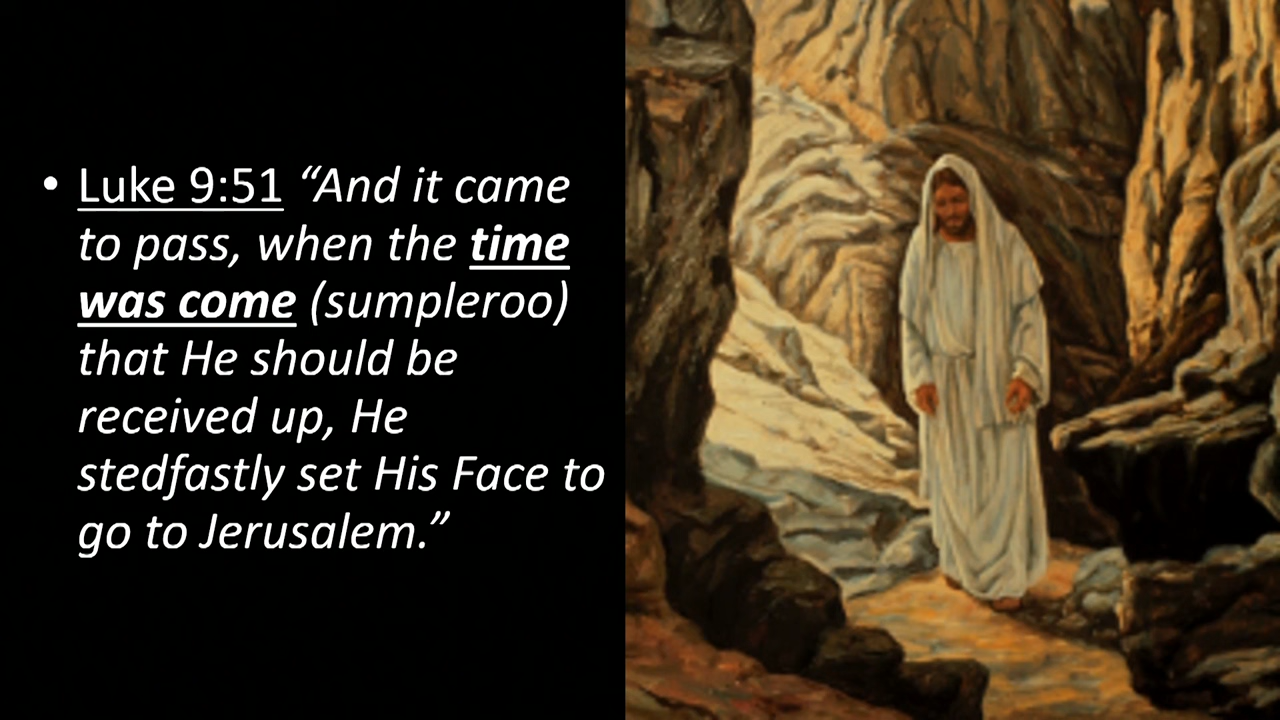 • Luke 9:51 “And it came
to pass, when the time
was come (sumpleroo)
that He should be
received up, He
stedfastly set His Face to
go to Jerusalem.”